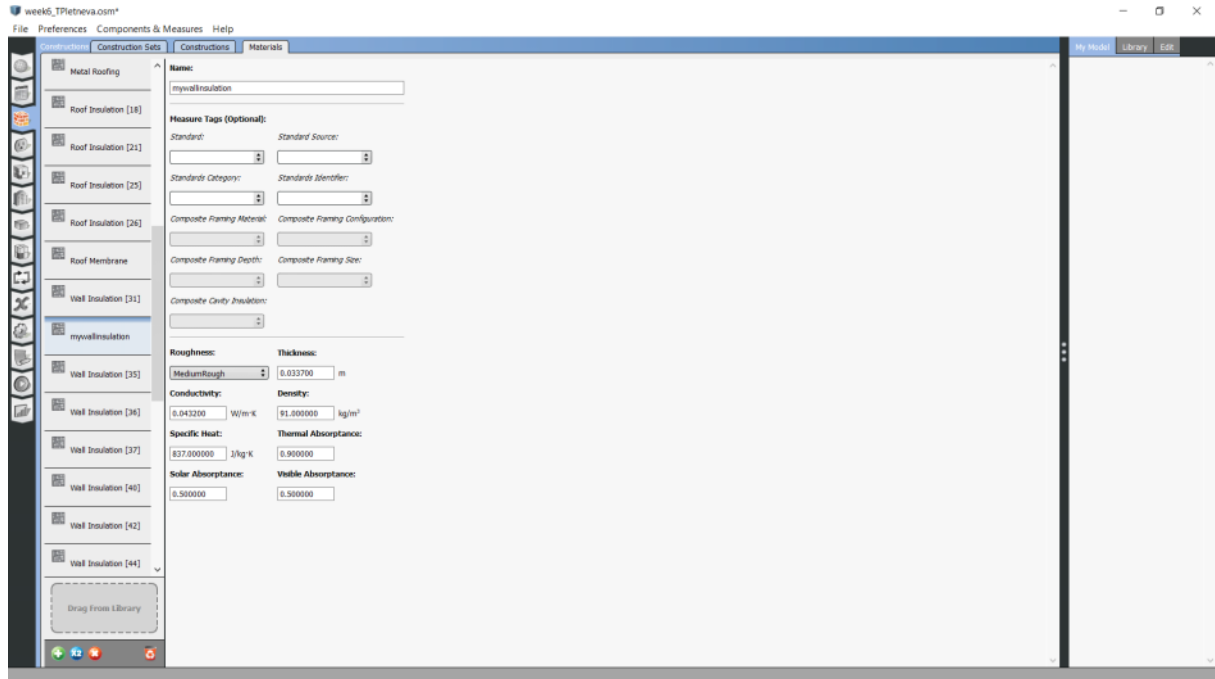 week6_TPletneva.osm*
File Preferences Components & Measures Help
Constructions Construction Sets Constructions Materials
My Model Library Edit
Metal Roofing
Roof Insulation [18]
Roof Insulation [21]
Roof Insulation [25]
Roof Insulation [26]
Roof Membrane
Wall Insulation [31]
mywallinsulation
Wall Insulation [35]
Wall Insulation [36]
Wall Insulation [37]
Wall Insulation [40]
Wall Insulation [42]
Wall Insulation [44]
Drag From Library
x2
Name:
mywallinsulation
Measure Tags (Optional):
Standard: Standard Source:
Standards Category: Standards Identifier:
Composite Framing Material: Composite Framing Configuration:
Composite Framing Depth: Composite Framing Size:
Composite Cavity Insulation:
Roughness: Thickness:
MediumRough 0.033700 m
Conductivity: Density:
0.043200 W/m·K 91.000000 kg/m³
Specific Heat: Thermal Absorptance:
837.000000 J/kg·K 0.900000
Solar Absorptance: Visible Absorptance:
0.500000 0.500000